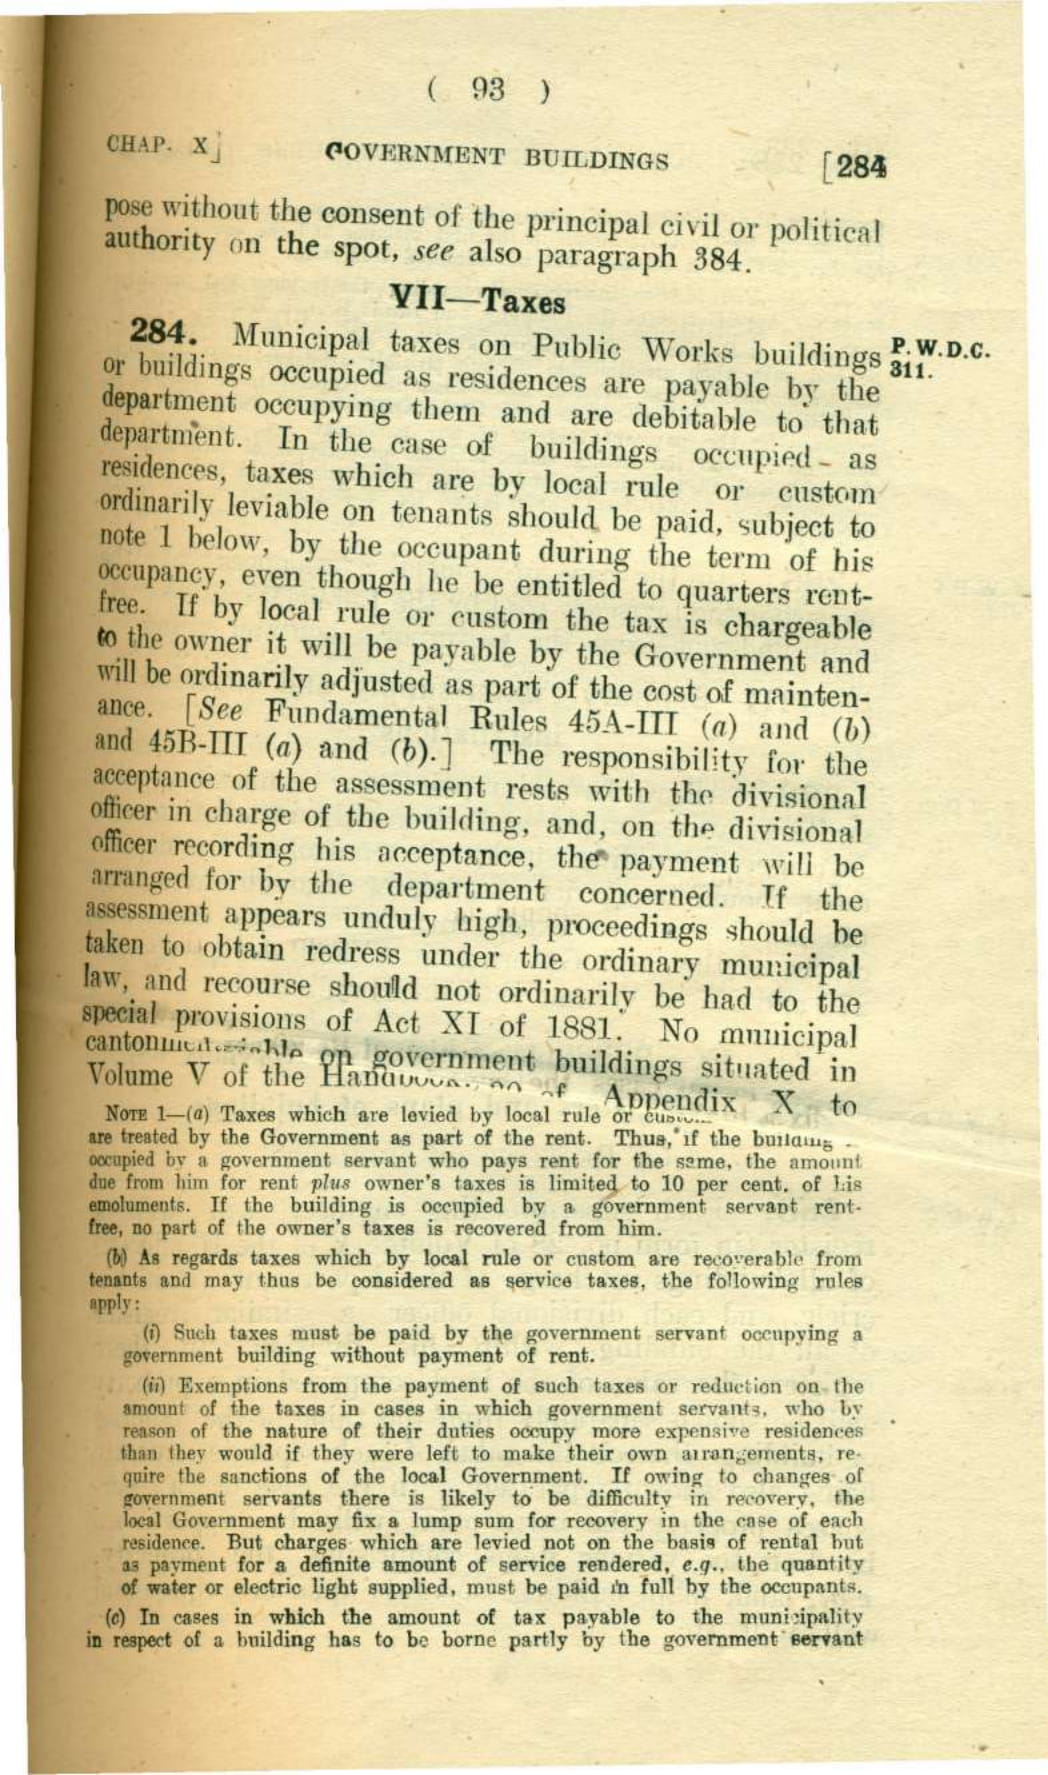 ( 93 )
CHAP. X] GOVERNMENT BUILDINGS [284
pose without the consent of the principal civil or political
authority on the spot, see also paragraph 384.
VII—Taxes
284. Municipal taxes on Public Works buildings P.W.D.C.
or buildings occupied as residences are payable by the 311.
department occupying them and are debitable to that
department. In the case of buildings occupied as
residences, taxes which are by local rule or custom
ordinarily leviable on tenants should be paid, subject to
note 1 below, by the occupant during the term of his
occupancy, even though he be entitled to quarters rent-
free. If by local rule or custom the tax is chargeable
to the owner it will be payable by the Government and
will be ordinarily adjusted as part of the cost of mainten-
ance. [See Fundamental Rules 45A-III (a) and (b)
and 45B-III (a) and (b).] The responsibility for the
acceptance of the assessment rests with the divisional
officer in charge of the building, and, on the divisional
officer recording his acceptance, the payment will be
arranged for by the department concerned. If the
assessment appears unduly high, proceedings should be
taken to obtain redress under the ordinary municipal
law, and recourse should not ordinarily be had to the
special provisions of Act XI of 1881. No municipal
on government buildings situated in
Volume V of the Appendix X to
NOTE 1—(a) Taxes which are levied by local rule or
are treated by the Government as part of the rent. Thus, if the
occupied by a government servant who pays rent for the same, the amount
due from him for rent plus owner's taxes is limited to 10 per cent. of his
emoluments. If the building is occupied by a government servant rent-
free, no part of the owner's taxes is recovered from him.
(b) As regards taxes which by local rule or custom are recoverable from
tenants and may thus be considered as service taxes, the following rules
apply:
(i) Such taxes must be paid by the government servant occupying a
government building without payment of rent.
(ii) Exemptions from the payment of such taxes or reduction on the
amount of the taxes in cases in which government servants, who by
reason of the nature of their duties occupy more expensive residences
than they would if they were left to make their own arrangements, re-
quire the sanctions of the local Government. If owing to changes of
government servants there is likely to be difficulty in recovery, the
local Government may fix a lump sum for recovery in the case of each
residence. But charges which are levied not on the basis of rental but
as payment for a definite amount of service rendered, e.g., the quantity
of water or electric light supplied, must be paid in full by the occupants.
(c) In cases in which the amount of tax payable to the municipality
in respect of a building has to be borne partly by the government servant